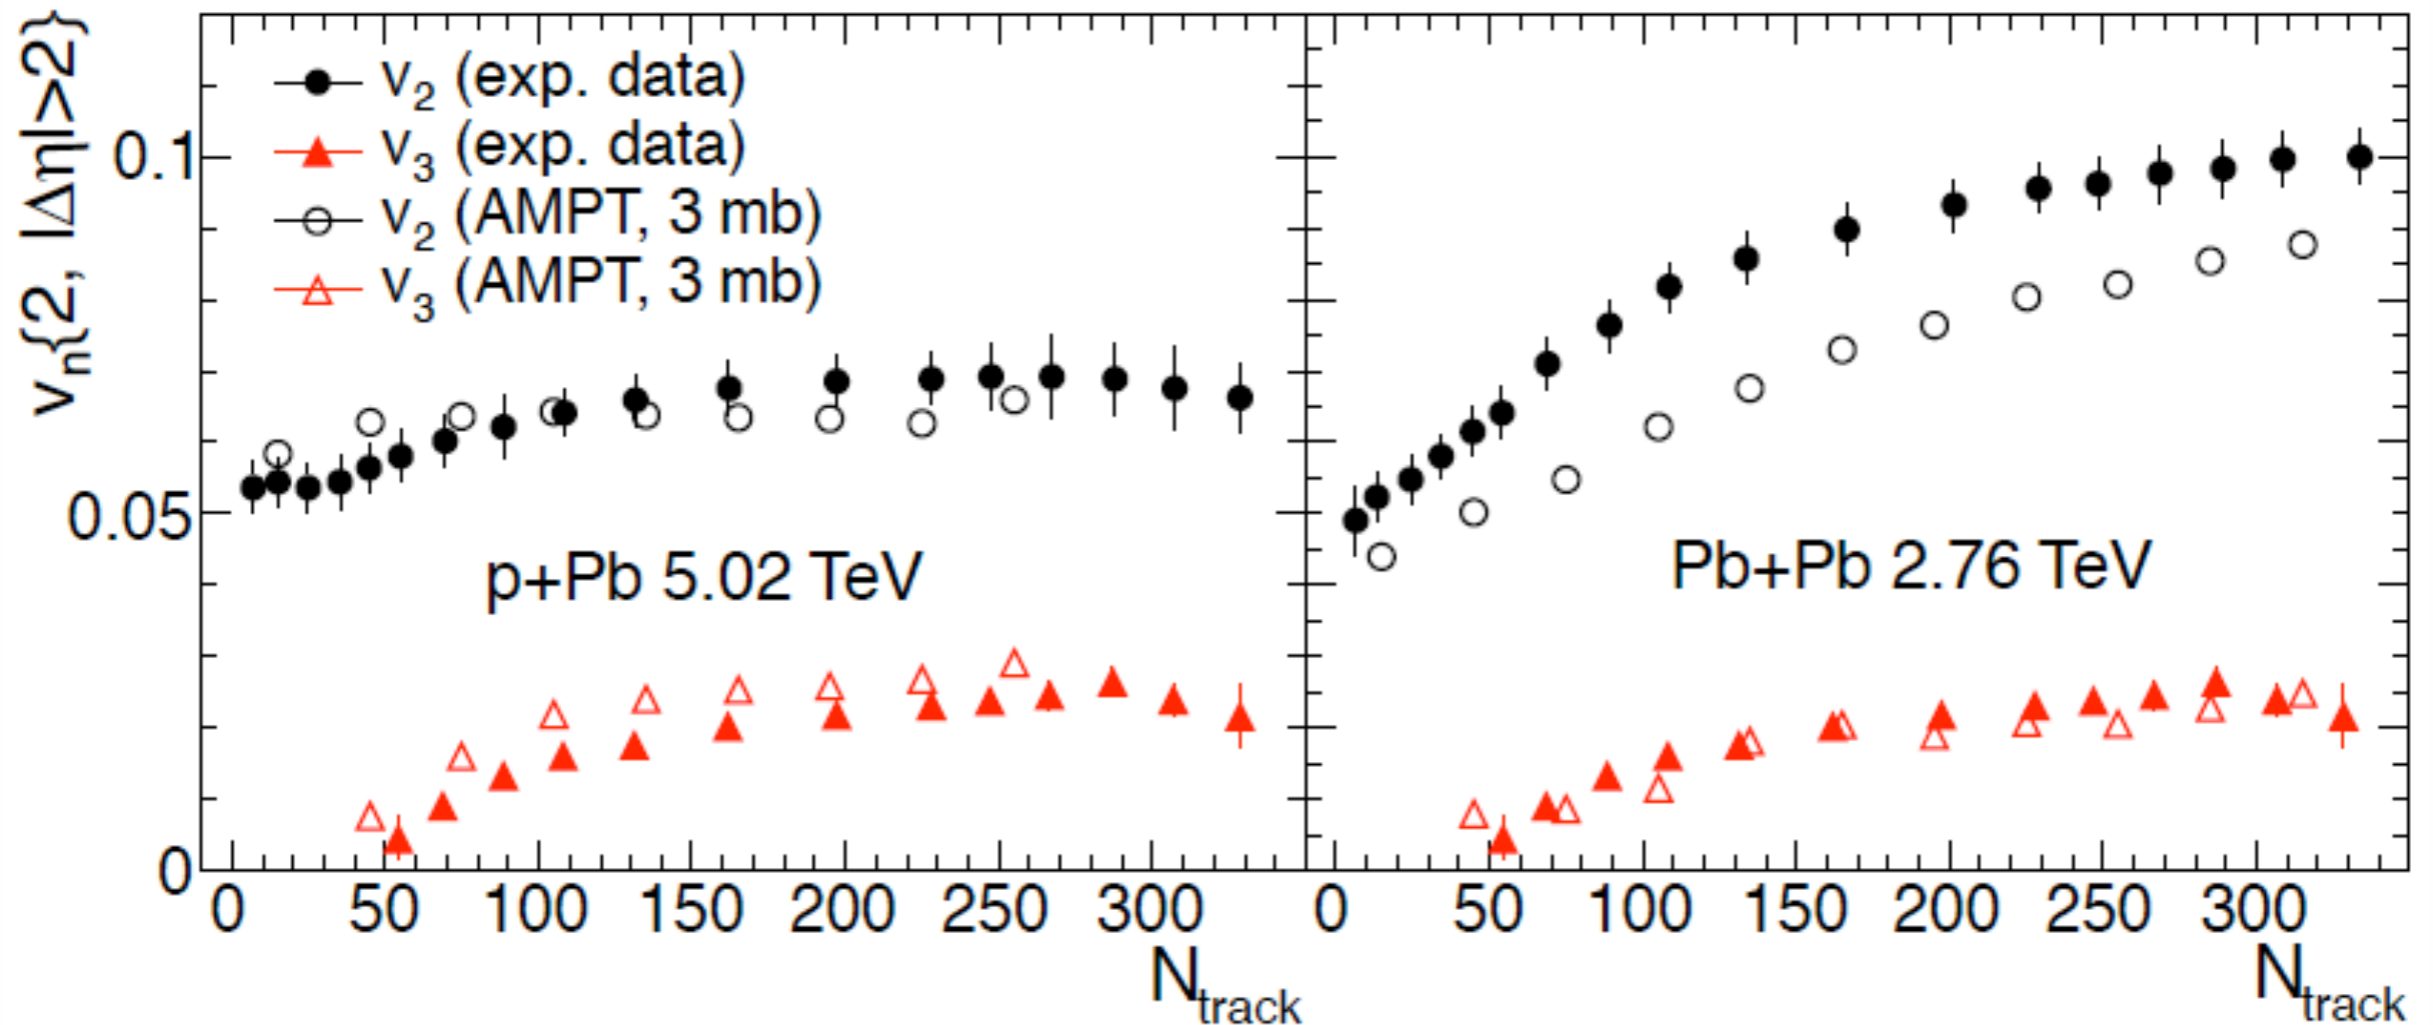 v₂ (exp. data)
v₃ (exp. data)
v₂ (AMPT, 3 mb)
v₃ (AMPT, 3 mb)
vₙ{2, |Δη|>2}
0.1
0.05
0
p+Pb 5.02 TeV
Pb+Pb 2.76 TeV
0 50 100 150 200 250 300
0 50 100 150 200 250 300
N_track
N_track